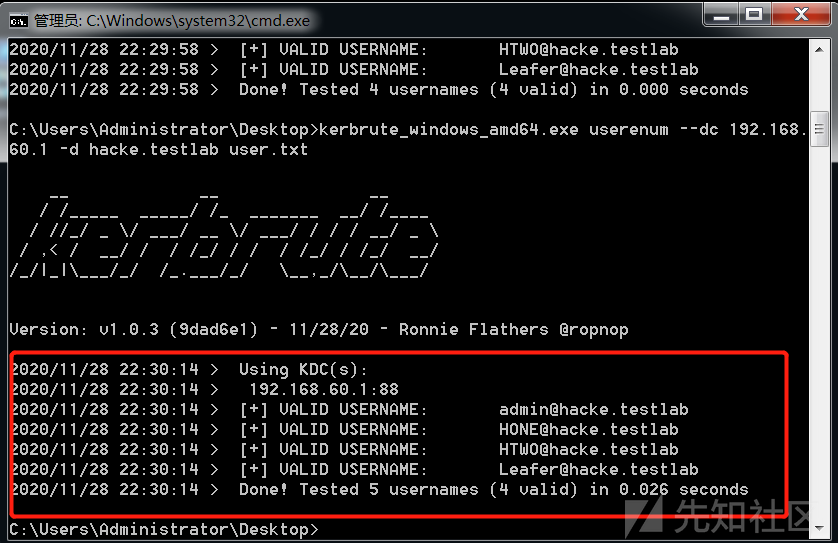 管理员: C:\Windows\system32\cmd.exe
2020/11/28 22:29:58 >  [+] VALID USERNAME:       HTWO@hacke.testlab
2020/11/28 22:29:58 >  [+] VALID USERNAME:       Leafer@hacke.testlab
2020/11/28 22:29:58 >  Done! Tested 4 usernames (4 valid) in 0.000 seconds
C:\Users\Administrator\Desktop>kerbrute_windows_amd64.exe userenum --dc 192.168.
60.1 -d hacke.testlab user.txt
kerbrute
Version: v1.0.3 (9dad6e1) - 11/28/20 - Ronnie Flathers @ropnop
2020/11/28 22:30:14 >  Using KDC(s):
2020/11/28 22:30:14 >   192.168.60.1:88
2020/11/28 22:30:14 >  [+] VALID USERNAME:       admin@hacke.testlab
2020/11/28 22:30:14 >  [+] VALID USERNAME:       HONE@hacke.testlab
2020/11/28 22:30:14 >  [+] VALID USERNAME:       HTWO@hacke.testlab
2020/11/28 22:30:14 >  [+] VALID USERNAME:       Leafer@hacke.testlab
2020/11/28 22:30:14 >  Done! Tested 5 usernames (4 valid) in 0.026 seconds
C:\Users\Administrator\Desktop>
先知社区